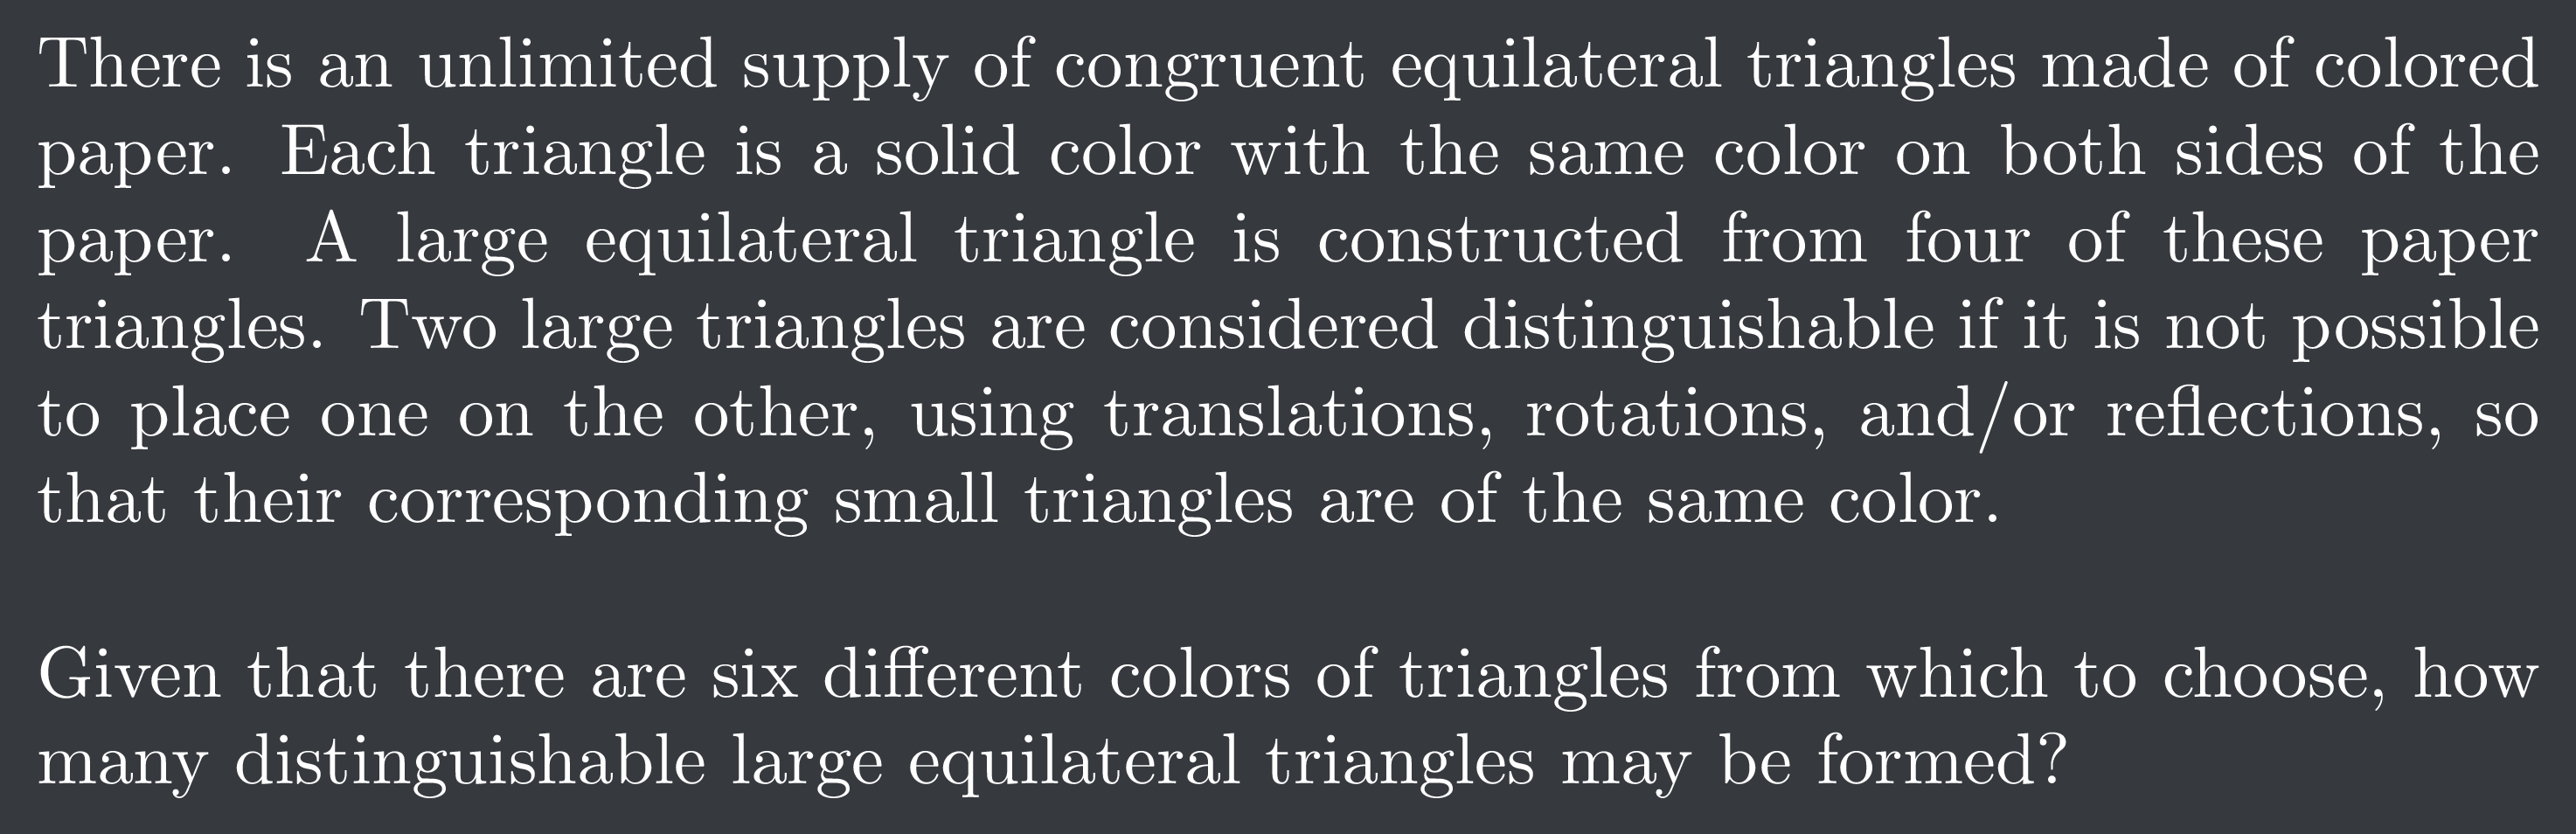 There is an unlimited supply of congruent equilateral triangles made of colored
paper. Each triangle is a solid color with the same color on both sides of the
paper. A large equilateral triangle is constructed from four of these paper
triangles. Two large triangles are considered distinguishable if it is not possible
to place one on the other, using translations, rotations, and/or reflections, so
that their corresponding small triangles are of the same color.
Given that there are six different colors of triangles from which to choose, how
many distinguishable large equilateral triangles may be formed?